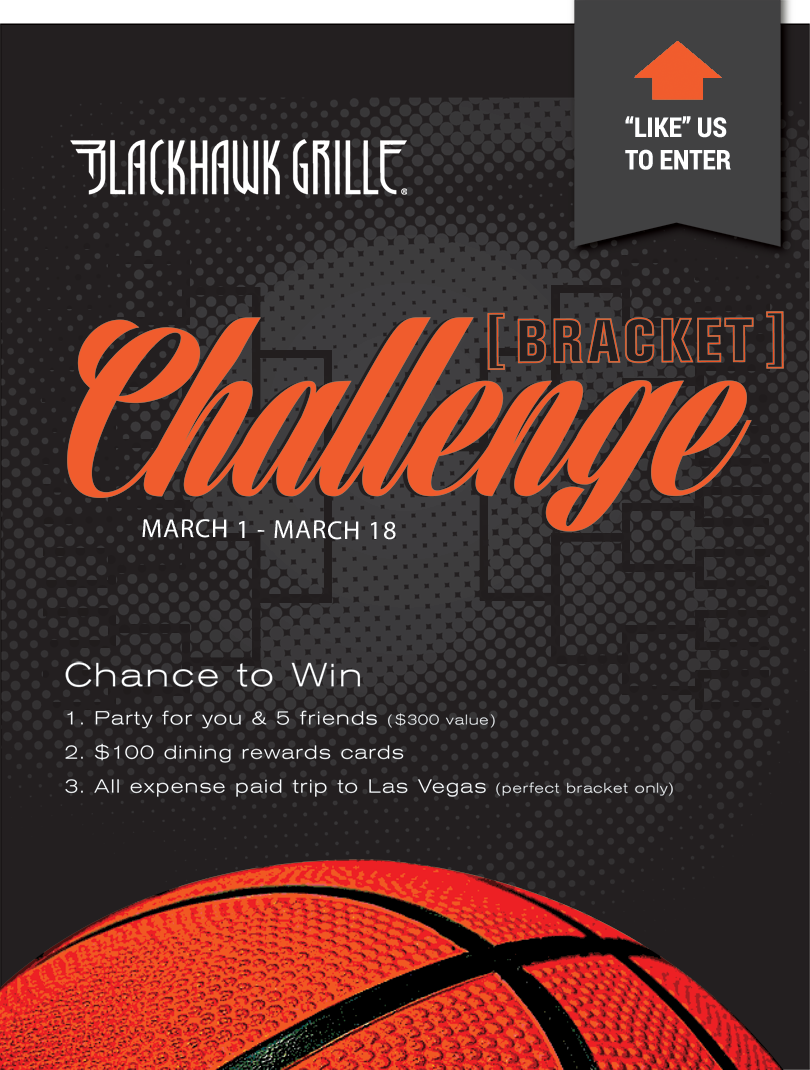 “LIKE” US
TO ENTER
BLACKHAWK GRILLE®
[ BRACKET ]
Challenge
MARCH 1 - MARCH 18
Chance to Win
1. Party for you & 5 friends ($300 value)
2. $100 dining rewards cards
3. All expense paid trip to Las Vegas (perfect bracket only)